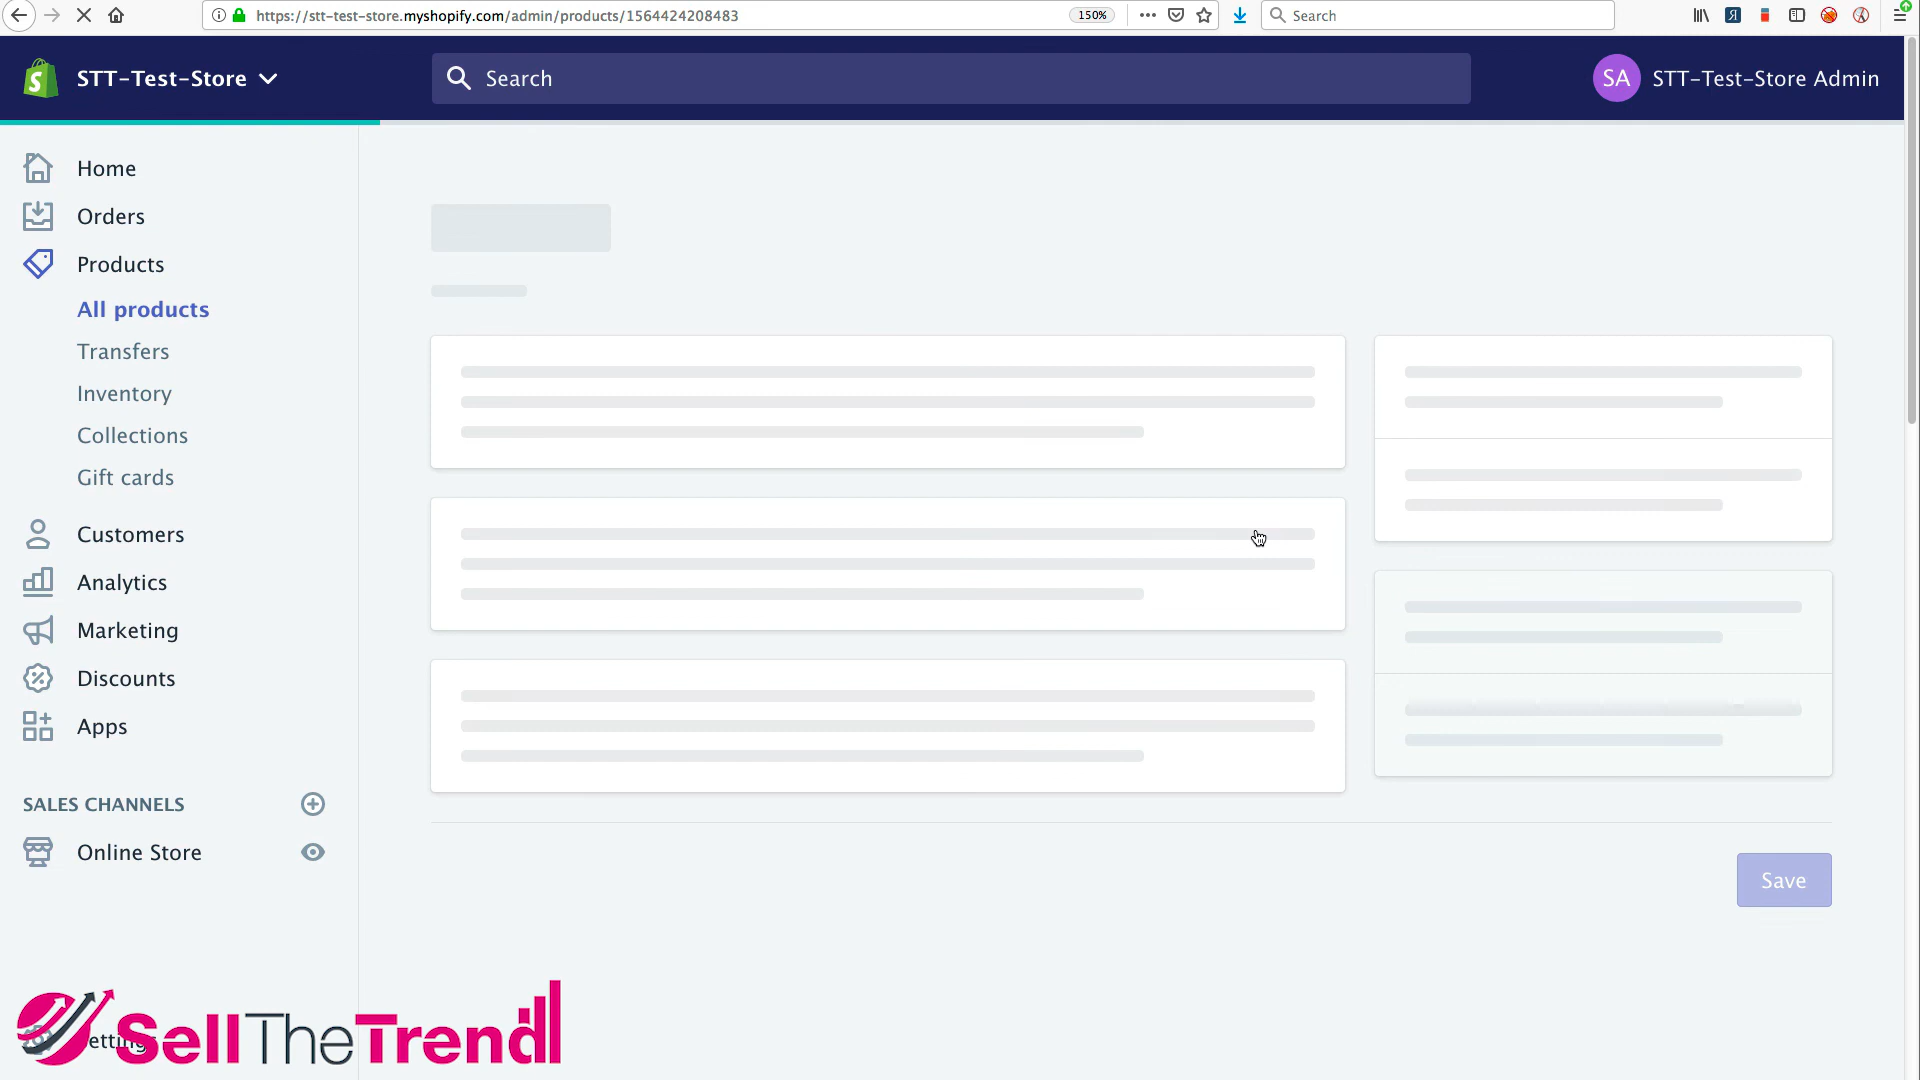 https://stt-test-store.myshopify.com/admin/products/1564424208483
150%
Search
STT-Test-Store
Search
SA
STT-Test-Store Admin
Home
Orders
Products
All products
Transfers
Inventory
Collections
Gift cards
Customers
Analytics
Marketing
Discounts
Apps
SALES CHANNELS
Online Store
Save
SellTheTrend